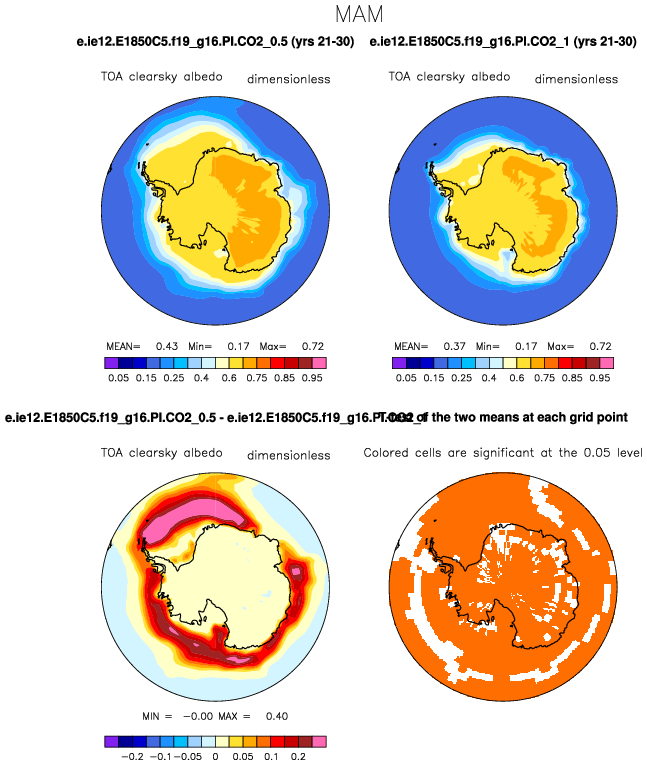 MAM
e.ie12.E1850C5.f19_g16.PI.CO2_0.5 (yrs 21-30)
e.ie12.E1850C5.f19_g16.PI.CO2_1 (yrs 21-30)
TOA clearsky albedo dimensionless
TOA clearsky albedo dimensionless
MEAN= 0.43 Min= 0.17 Max= 0.72
MEAN= 0.37 Min= 0.17 Max= 0.72
0.05 0.15 0.25 0.4 0.6 0.75 0.85 0.95
0.05 0.15 0.25 0.4 0.6 0.75 0.85 0.95
e.ie12.E1850C5.f19_g16.PI.CO2_0.5 - e.ie12.E1850C5.f19_g16.PI.CO2_1
of the two means at each grid point
TOA clearsky albedo dimensionless
Colored cells are significant at the 0.05 level
MIN = -0.00 MAX = 0.40
-0.2 -0.1 -0.05 0 0.05 0.1 0.2